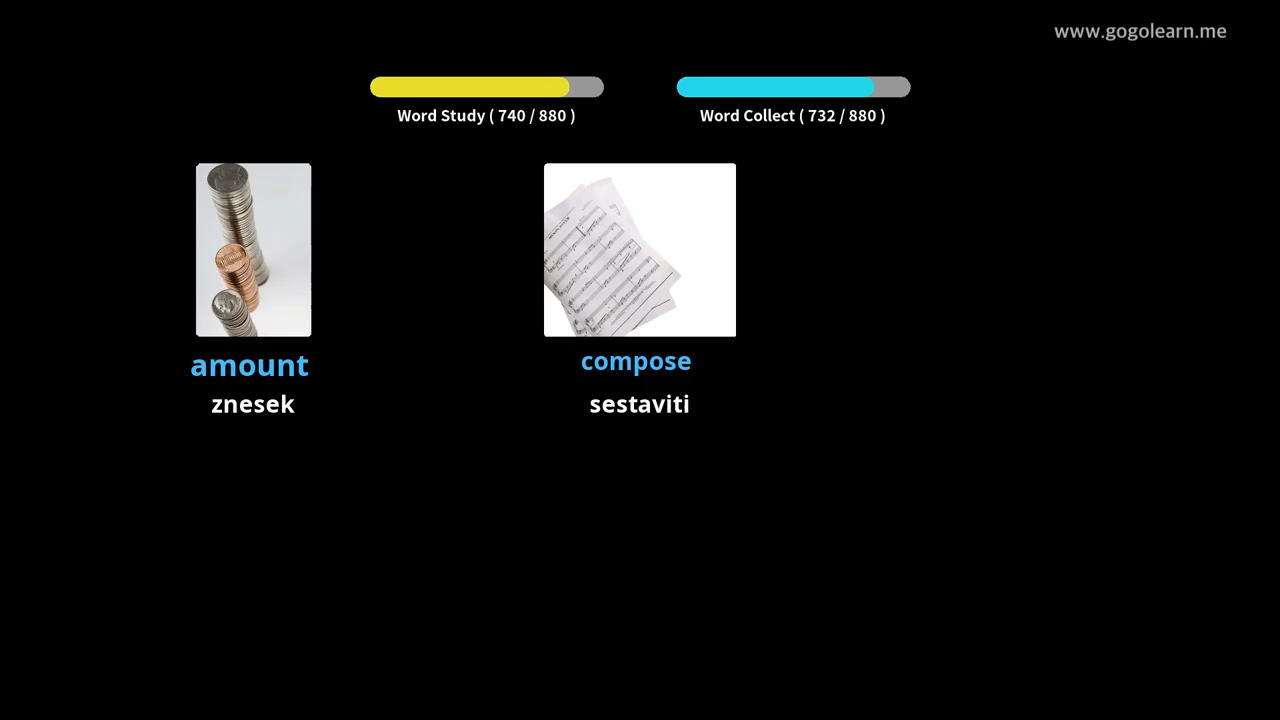 www.gogolearn.me
Word Study ( 740 / 880 )
Word Collect ( 732 / 880 )
amount
znesek
compose
sestaviti